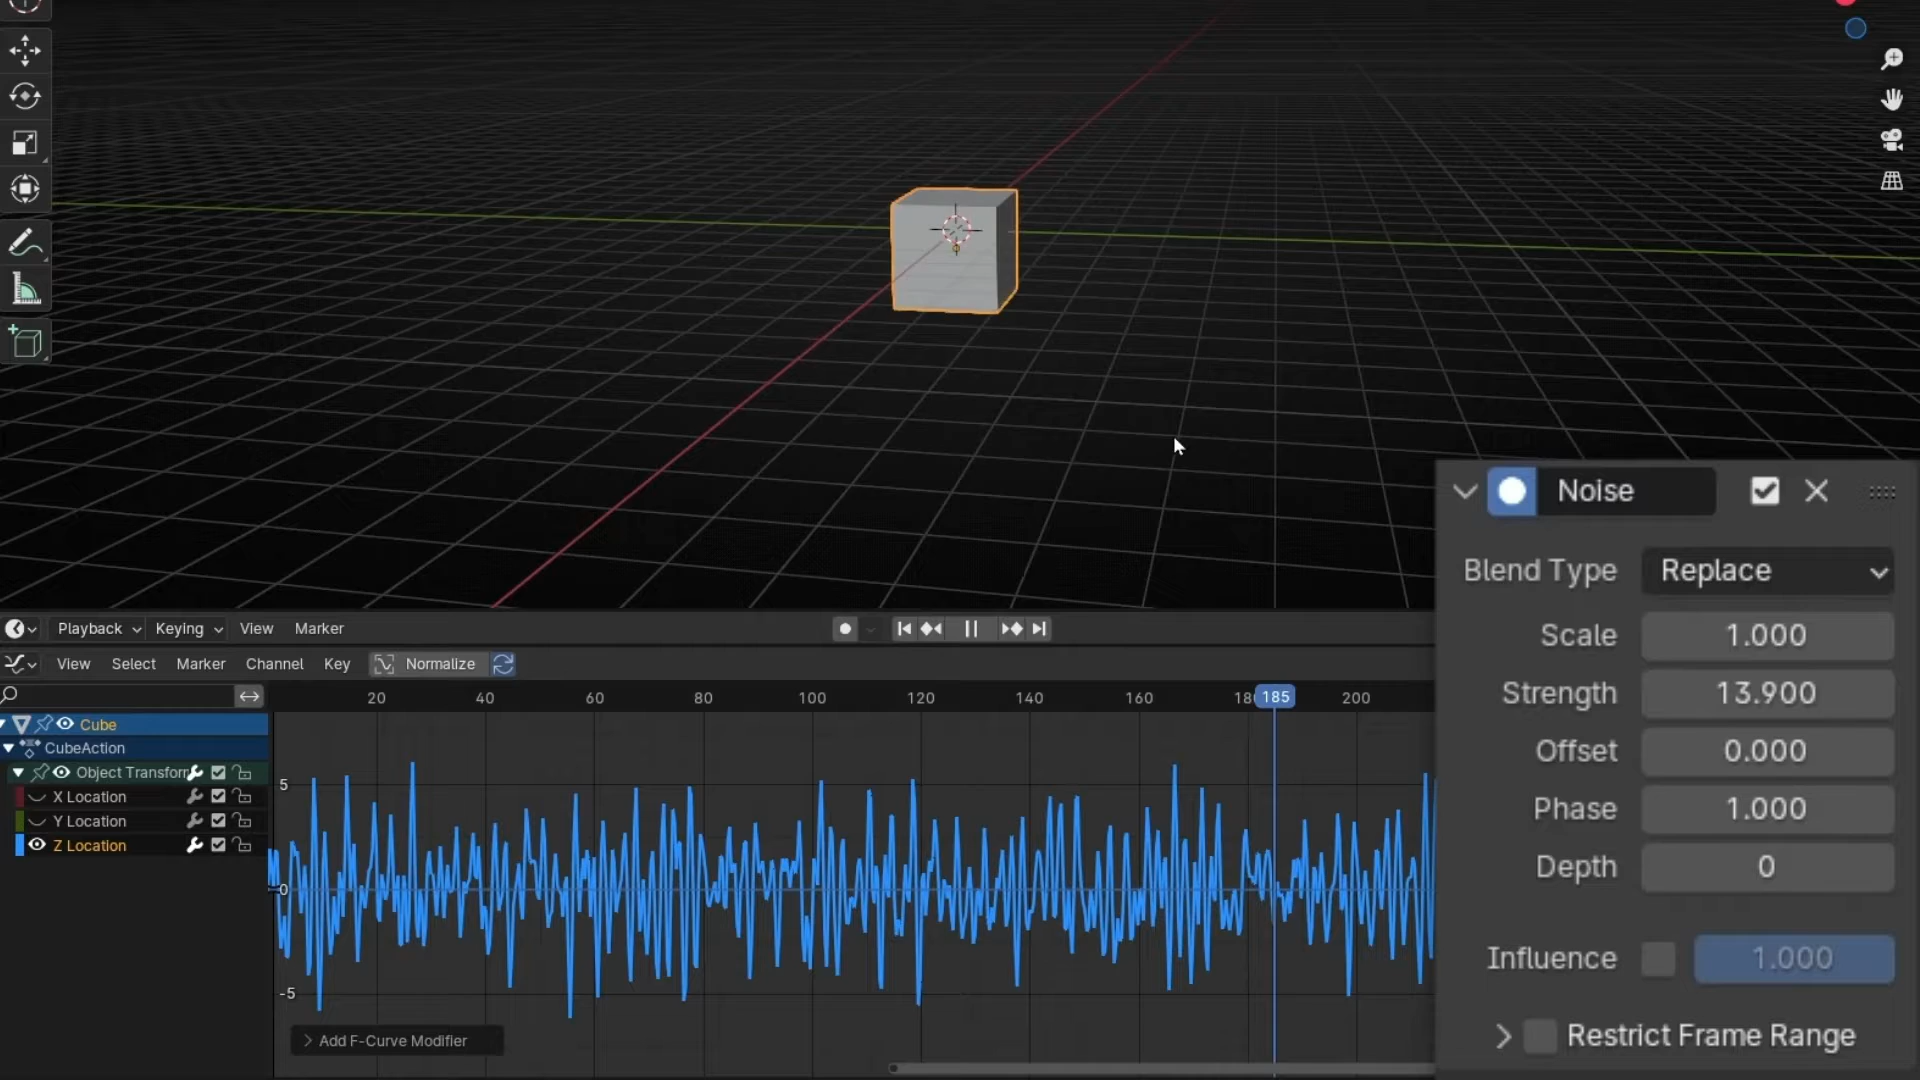 Noise
Blend Type Replace
Scale 1.000
Strength 13.900
Offset 0.000
Phase 1.000
Depth 0
Influence 1.000
Restrict Frame Range
Playback Keying View Marker
View Select Marker Channel Key Normalize
20 40 60 80 100 120 140 160 185 200
Cube
CubeAction
Object Transfor
X Location
Y Location
Z Location
5
0
-5
Add F-Curve Modifier